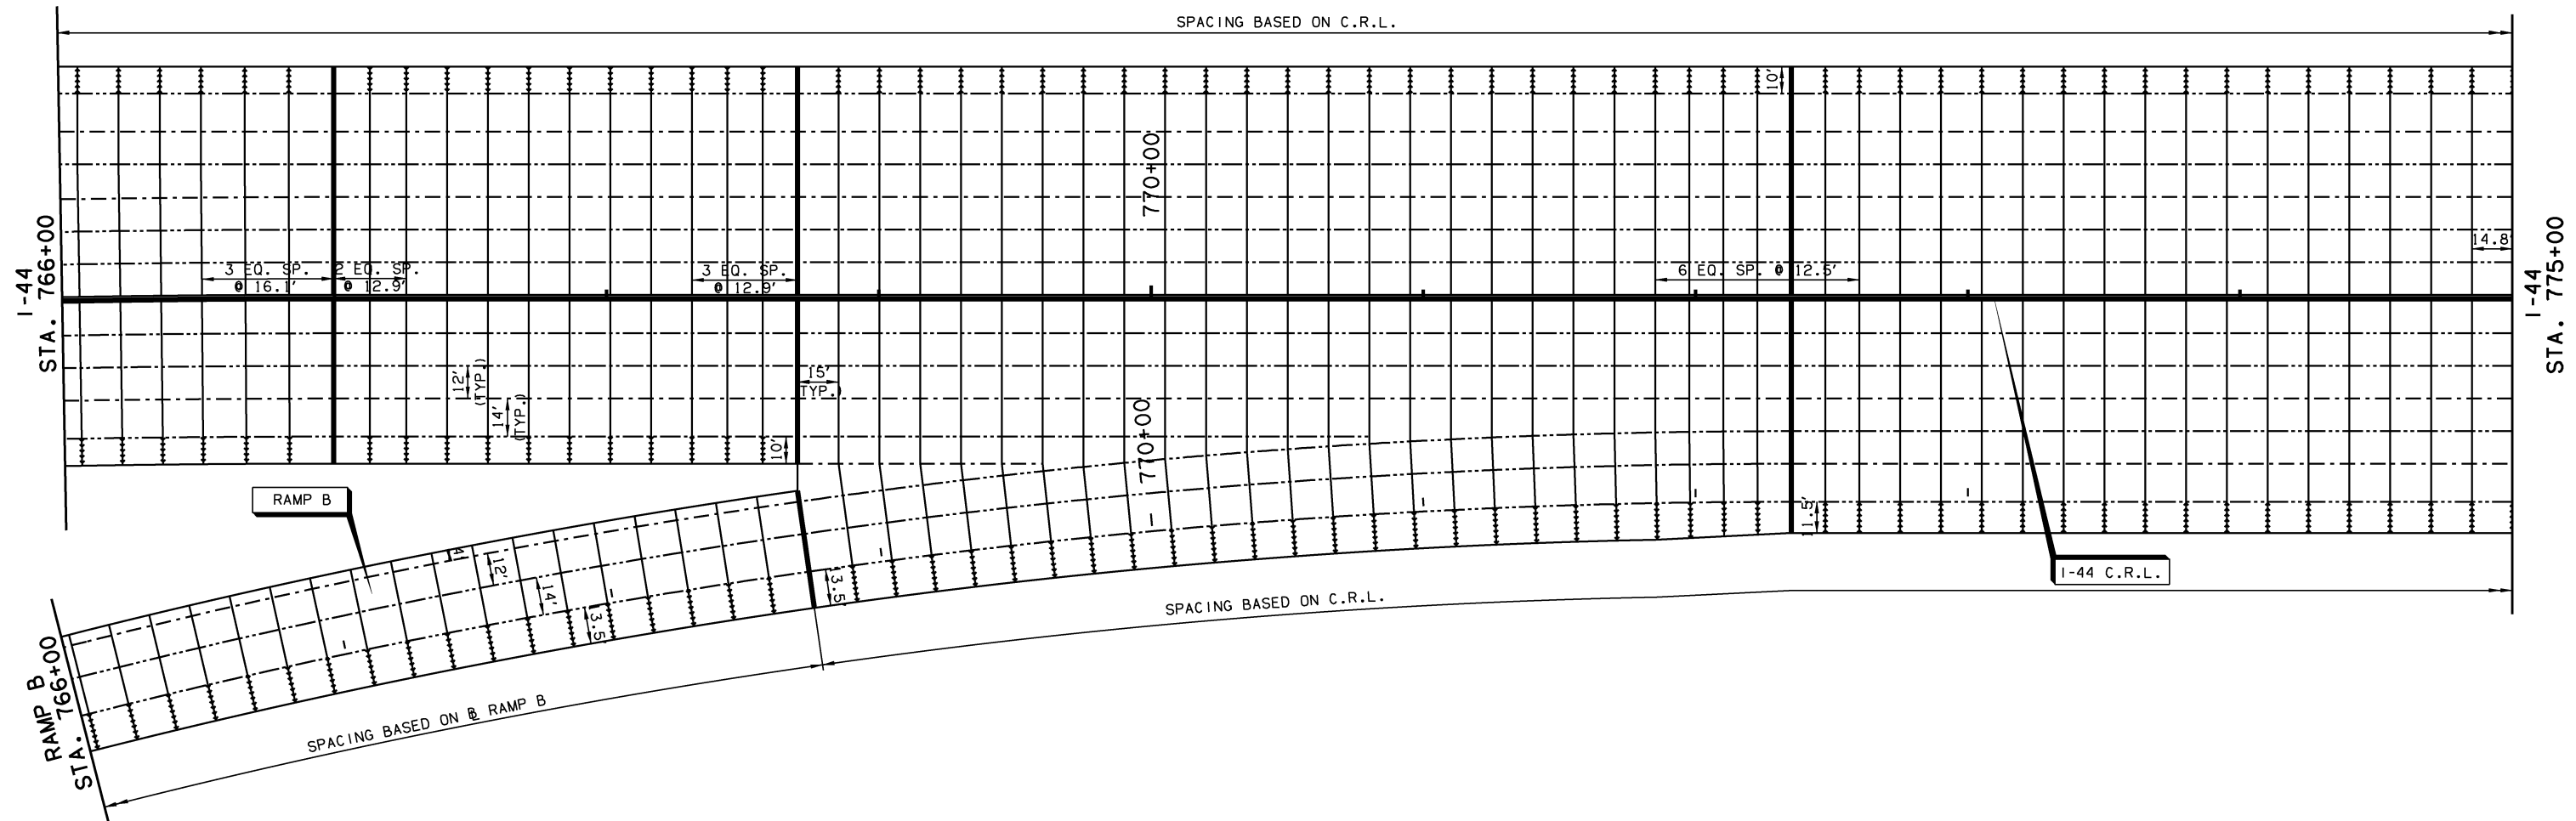 SPACING BASED ON C.R.L.
10'
770+00
I-44
STA. 766+00
I-44
STA. 775+00
14.8'
3 EQ. SP.
@ 16.1'
2 EQ. SP.
@ 12.9'
3 EQ. SP.
@ 12.9'
6 EQ. SP. @ 12.5'
12'
(TYP.)
14'
(TYP.)
15'
(TYP.)
10'
770+00
RAMP B
11.5'
4'
12'
14'
13.5'
13.5'
I-44 C.R.L.
SPACING BASED ON C.R.L.
RAMP B
STA. 766+00
SPACING BASED ON ℄ RAMP B